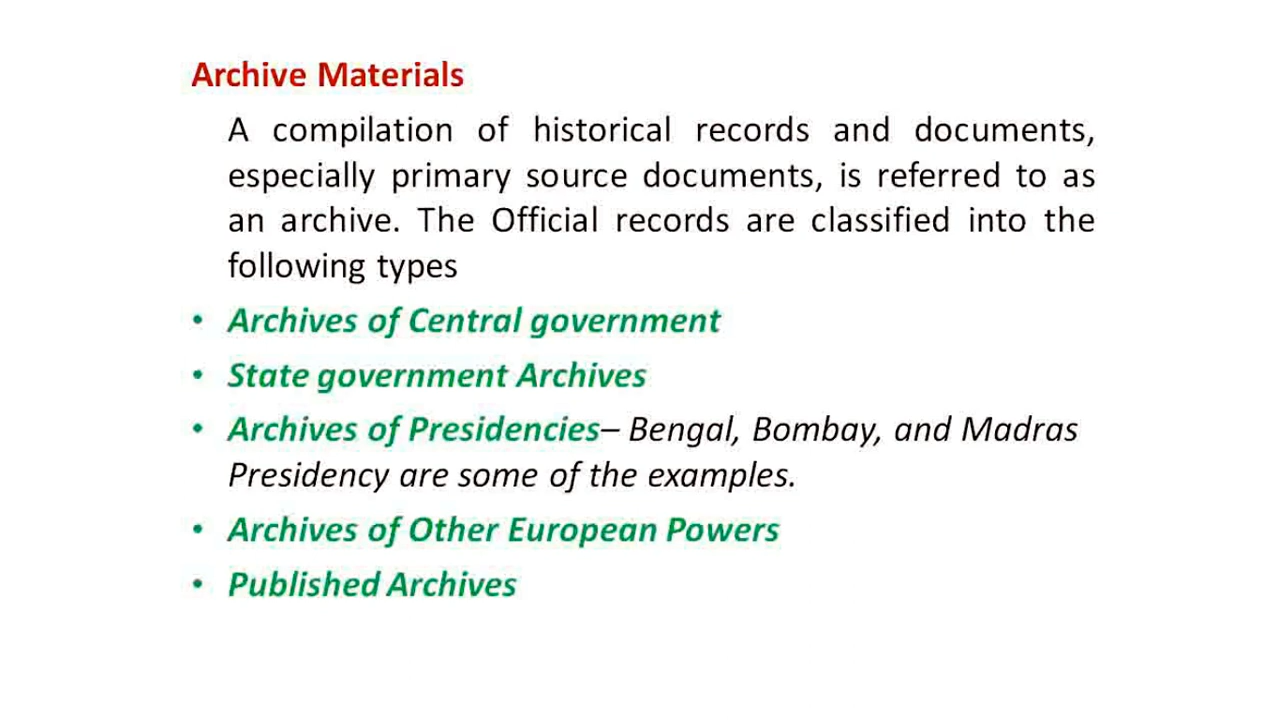 Archive Materials
A compilation of historical records and documents,
especially primary source documents, is referred to as
an archive. The Official records are classified into the
following types
• Archives of Central government
• State government Archives
• Archives of Presidencies– Bengal, Bombay, and Madras
Presidency are some of the examples.
• Archives of Other European Powers
• Published Archives